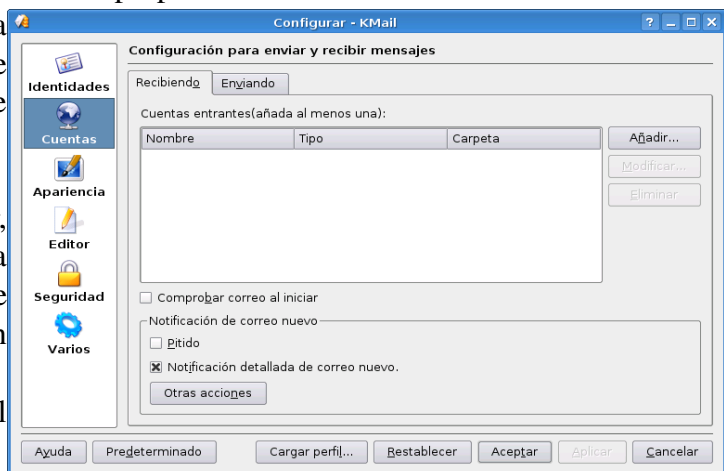 Configurar - KMail
Configuración para enviar y recibir mensajes
Identidades
Cuentas
Apariencia
Editor
Seguridad
Varios
Recibiendo Enviando
Cuentas entrantes(añada al menos una):
Nombre Tipo Carpeta
Añadir...
Modificar...
Eliminar
Comprobar correo al iniciar
Notificación de correo nuevo
Pitido
Notificación detallada de correo nuevo.
Otras acciones
Ayuda Predeterminado Cargar perfil... Restablecer Aceptar Aplicar Cancelar